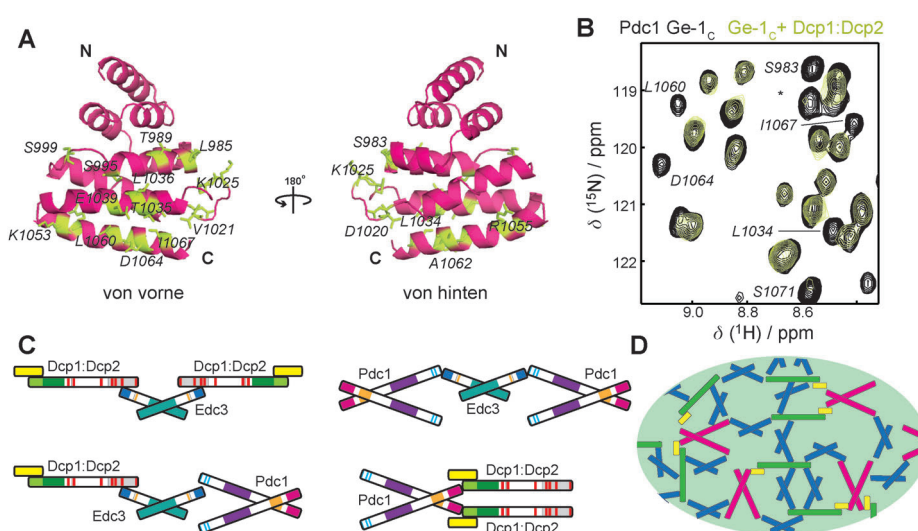 A
N
N
S999
T989
L985
S995
L1036
K1025
E1039
T1035
V1021
K1053
L1060
I1067
D1064
C
von vorne
180°
S983
K1025
D1020
L1034
R1055
C
A1062
von hinten
B
Pdc1 Ge-1C Ge-1C+ Dcp1:Dcp2
S983
L1060
*
I1067
D1064
L1034
S1071
119
120
121
122
δ (15N) / ppm
9.0
8.8
8.6
δ (1H) / ppm
C
Dcp1:Dcp2
Dcp1:Dcp2
Edc3
Pdc1
Pdc1
Edc3
Dcp1:Dcp2
Pdc1
Edc3
Dcp1:Dcp2
Pdc1
Dcp1:Dcp2
D